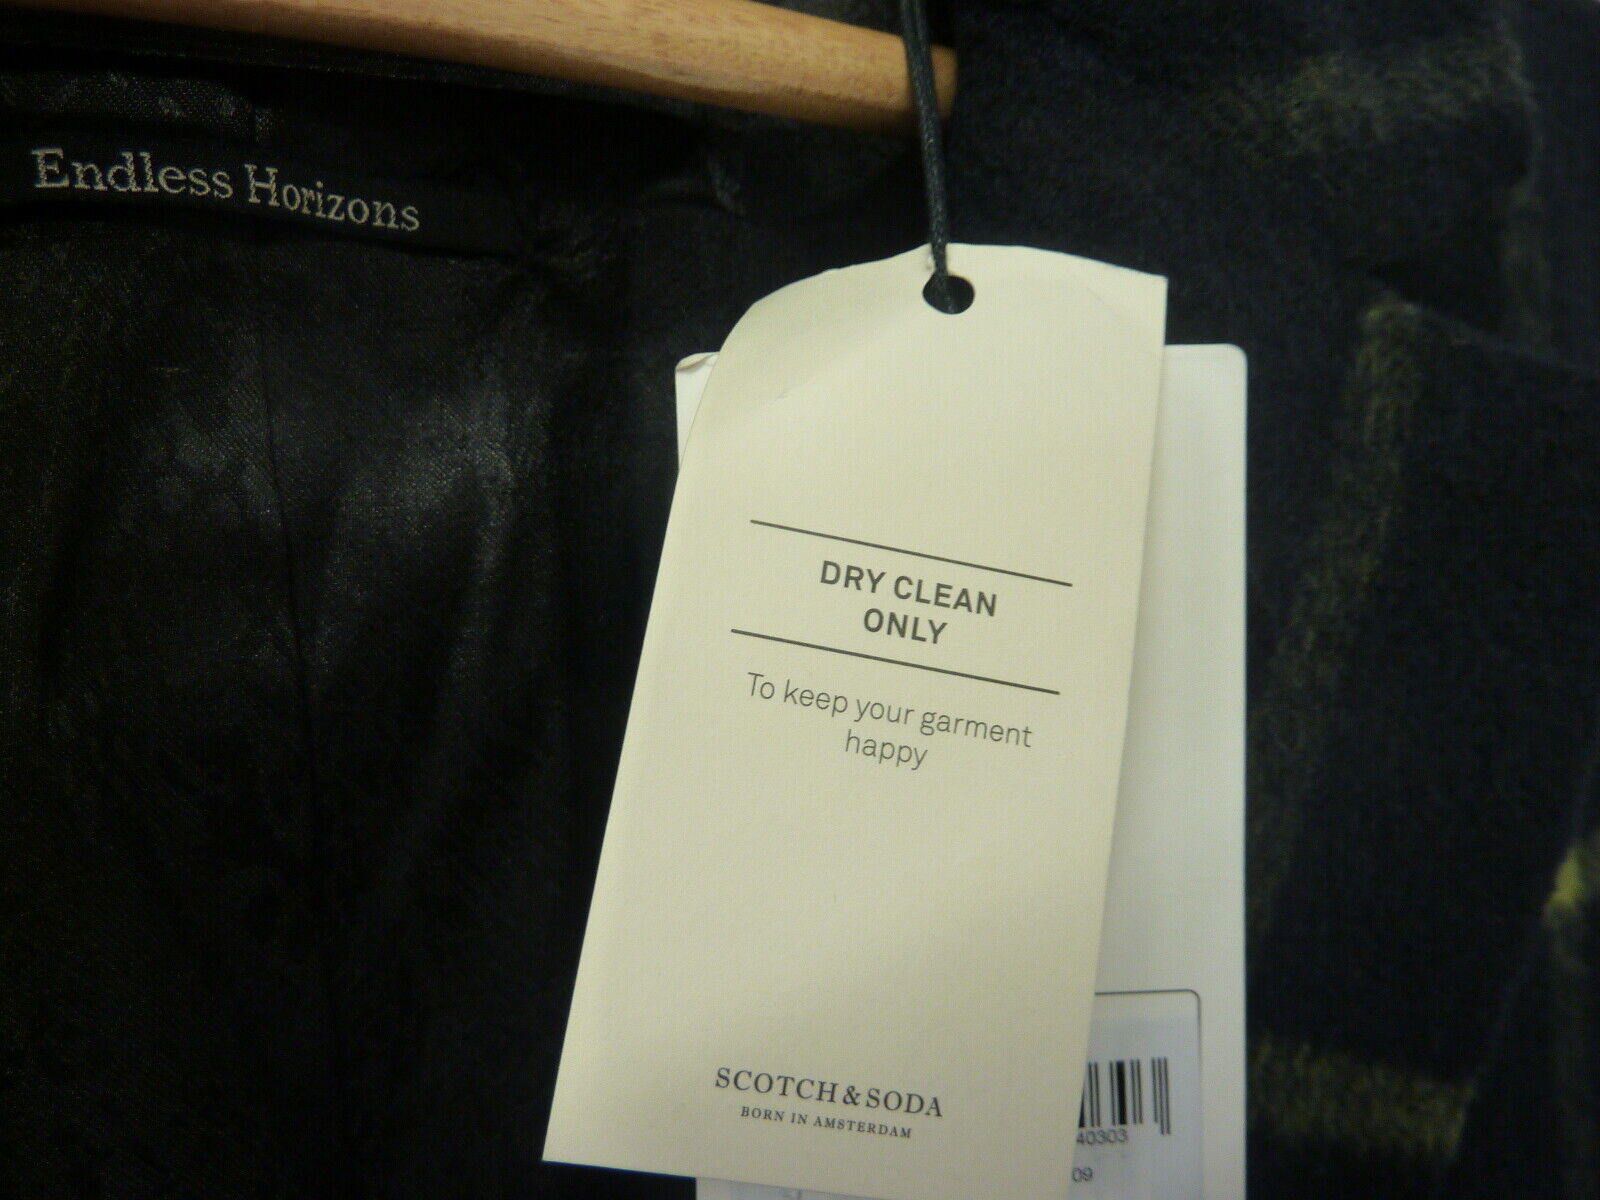 Endless Horizons
DRY CLEAN
ONLY
To keep your garment
happy
SCOTCH & SODA
BORN IN AMSTERDAM
40303
09